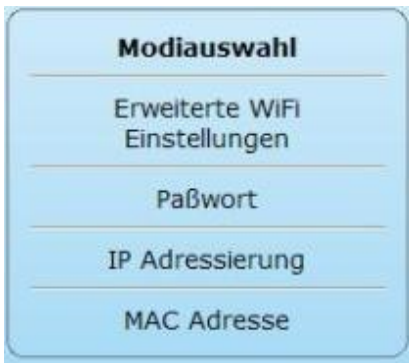 Modiauswahl
Erweiterte WiFi
Einstellungen
Paßwort
IP Adressierung
MAC Adresse